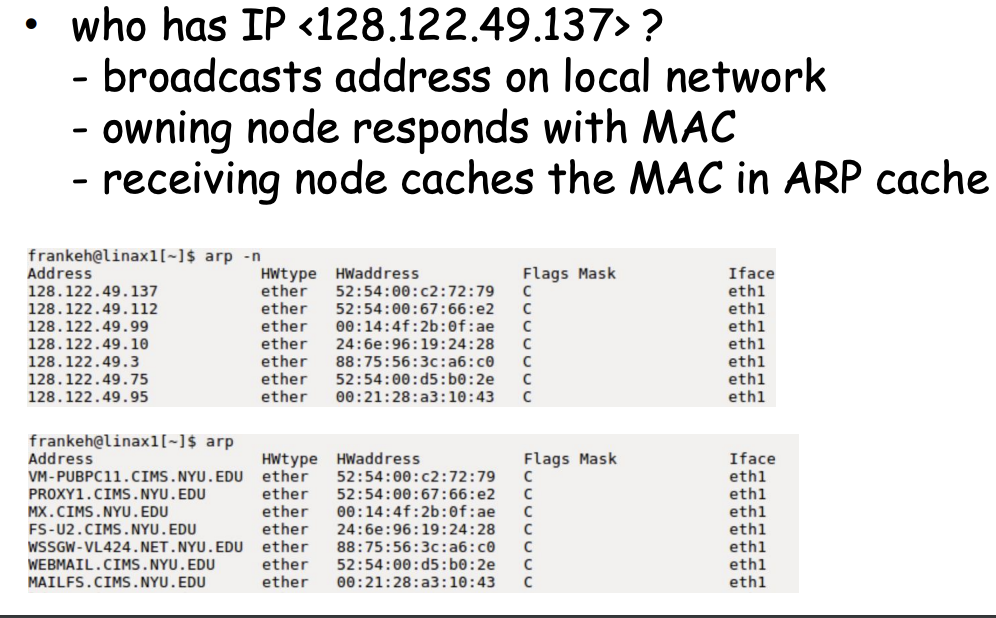 • who has IP <128.122.49.137> ?
- broadcasts address on local network
- owning node responds with MAC
- receiving node caches the MAC in ARP cache
frankeh@linax1[~]$ arp -n
Address HWtype HWaddress Flags Mask Iface
128.122.49.137 ether 52:54:00:c2:72:79 C eth1
128.122.49.112 ether 52:54:00:67:66:e2 C eth1
128.122.49.99 ether 00:14:4f:2b:0f:ae C eth1
128.122.49.10 ether 24:6e:96:19:24:28 C eth1
128.122.49.3 ether 88:75:56:3c:a6:c0 C eth1
128.122.49.75 ether 52:54:00:d5:b0:2e C eth1
128.122.49.95 ether 00:21:28:a3:10:43 C eth1
frankeh@linax1[~]$ arp
Address HWtype HWaddress Flags Mask Iface
VM-PUBPC11.CIMS.NYU.EDU ether 52:54:00:c2:72:79 C eth1
PROXY1.CIMS.NYU.EDU ether 52:54:00:67:66:e2 C eth1
MX.CIMS.NYU.EDU ether 00:14:4f:2b:0f:ae C eth1
FS-U2.CIMS.NYU.EDU ether 24:6e:96:19:24:28 C eth1
WSSGW-VL424.NET.NYU.EDU ether 88:75:56:3c:a6:c0 C eth1
WEBMAIL.CIMS.NYU.EDU ether 52:54:00:d5:b0:2e C eth1
MAILFS.CIMS.NYU.EDU ether 00:21:28:a3:10:43 C eth1